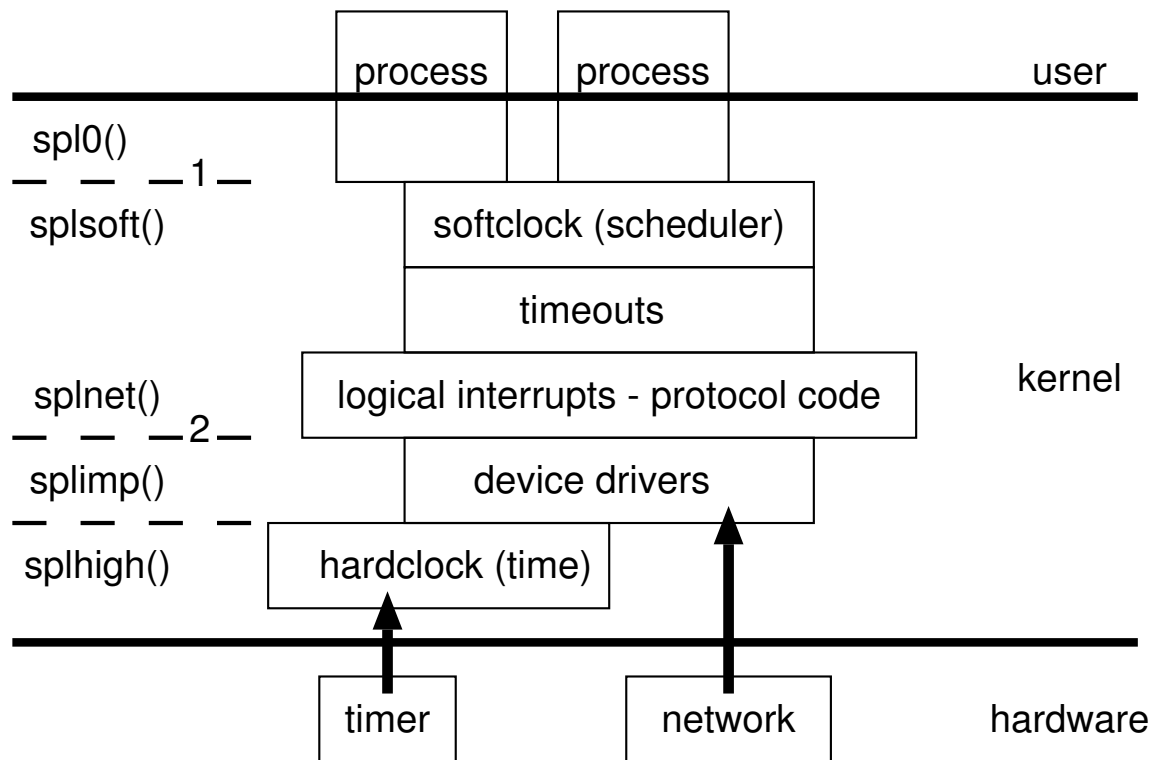 process process user
spl0()
1
splsoft() softclock (scheduler)
timeouts
kernel
splnet() logical interrupts - protocol code
2
splimp() device drivers
splhigh() hardclock (time)
timer network hardware